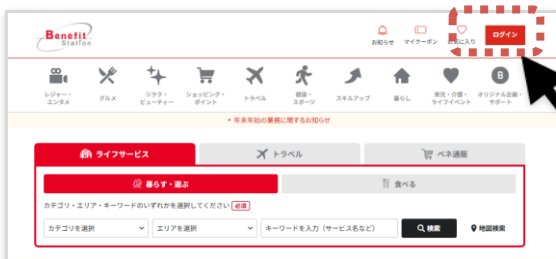 Benefit
Station
お知らせ マイクーポン お気に入り ログイン
レジャー・エンタメ グルメ リラク・ビューティー ショッピング・ポイント トラベル 健康・スポーツ スキルアップ 暮らし 育児・介護・ライフイベント オリジナル企画・サポート
• 年末年始の業務に関するお知らせ
ライフサービス トラベル ベネ通販
暮らす・遊ぶ 食べる
カテゴリ・エリア・キーワードのいずれかを選択してください 必須
カテゴリを選択 エリアを選択 キーワードを入力(サービス名など) 検索 地図検索